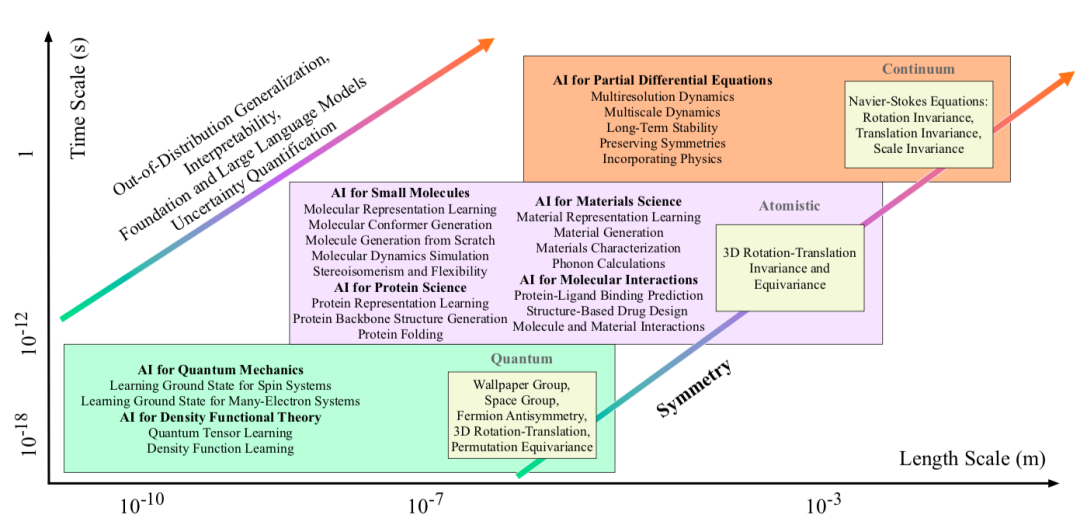 Time Scale (s)
1
10-12
10-18
Out-of-Distribution Generalization,
Interpretability,
Foundation and Large Language Models
Uncertainty Quantification
AI for Partial Differential Equations
Multiresolution Dynamics
Multiscale Dynamics
Long-Term Stability
Preserving Symmetries
Incorporating Physics
Continuum
Navier-Stokes Equations:
Rotation Invariance,
Translation Invariance,
Scale Invariance
AI for Small Molecules
Molecular Representation Learning
Molecular Conformer Generation
Molecule Generation from Scratch
Molecular Dynamics Simulation
Stereoisomerism and Flexibility
AI for Protein Science
Protein Representation Learning
Protein Backbone Structure Generation
Protein Folding
AI for Materials Science
Material Representation Learning
Material Generation
Materials Characterization
Phonon Calculations
AI for Molecular Interactions
Protein-Ligand Binding Prediction
Structure-Based Drug Design
Molecule and Material Interactions
Atomistic
3D Rotation-Translation
Invariance and
Equivariance
AI for Quantum Mechanics
Learning Ground State for Spin Systems
Learning Ground State for Many-Electron Systems
AI for Density Functional Theory
Quantum Tensor Learning
Density Function Learning
Quantum
Wallpaper Group,
Space Group,
Fermion Antisymmetry,
3D Rotation-Translation,
Permutation Equivariance
Symmetry
Length Scale (m)
10-10
10-7
10-3